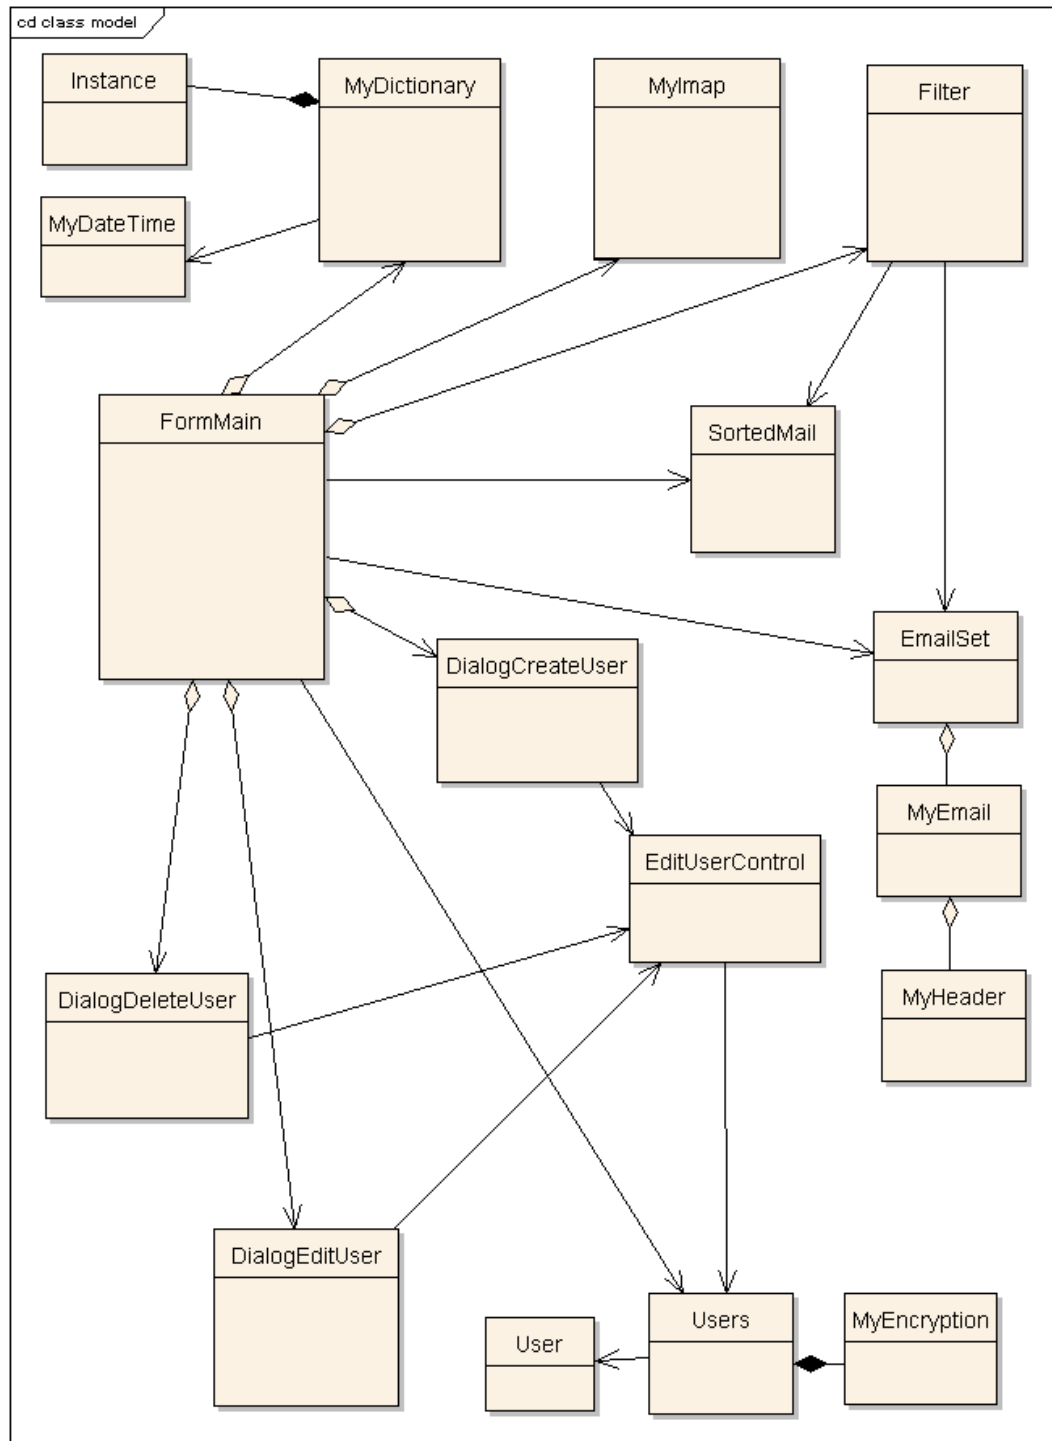 cd class model
Instance
MyDictionary
MyImap
Filter
MyDateTime
FormMain
SortedMail
EmailSet
DialogCreateUser
MyEmail
EditUserControl
DialogDeleteUser
MyHeader
DialogEditUser
User
Users
MyEncryption